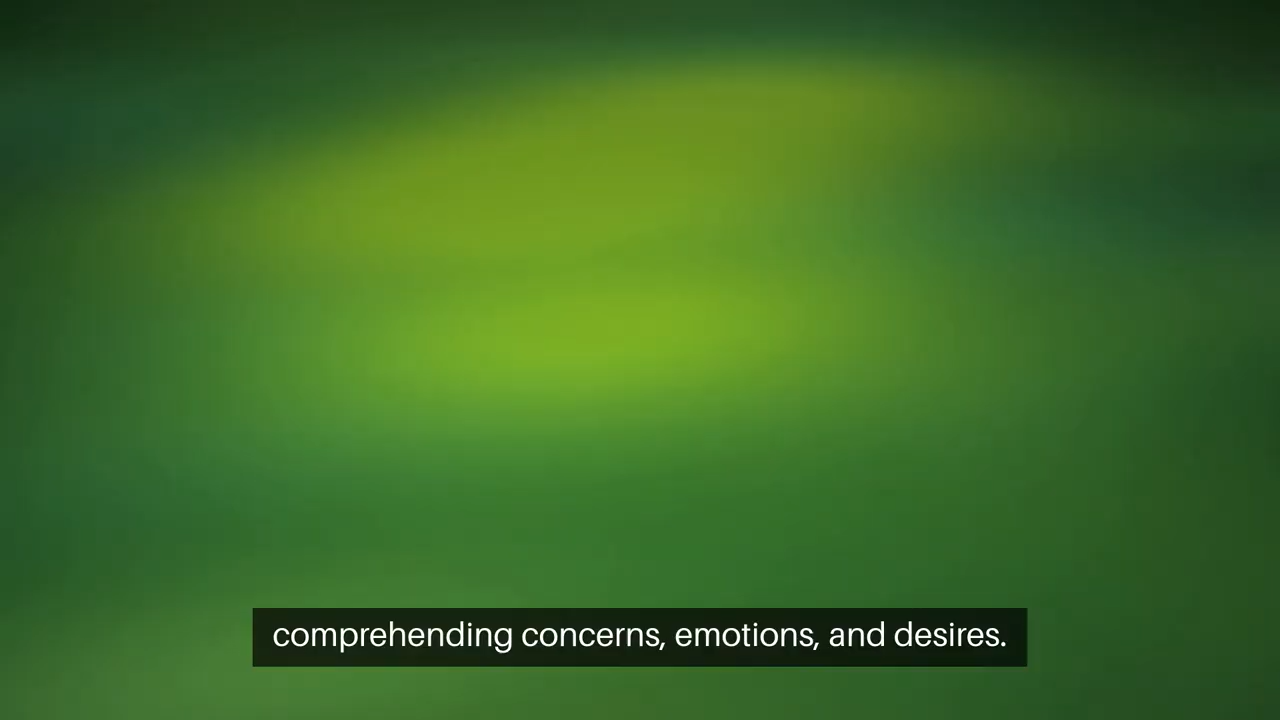 comprehending concerns, emotions, and desires.